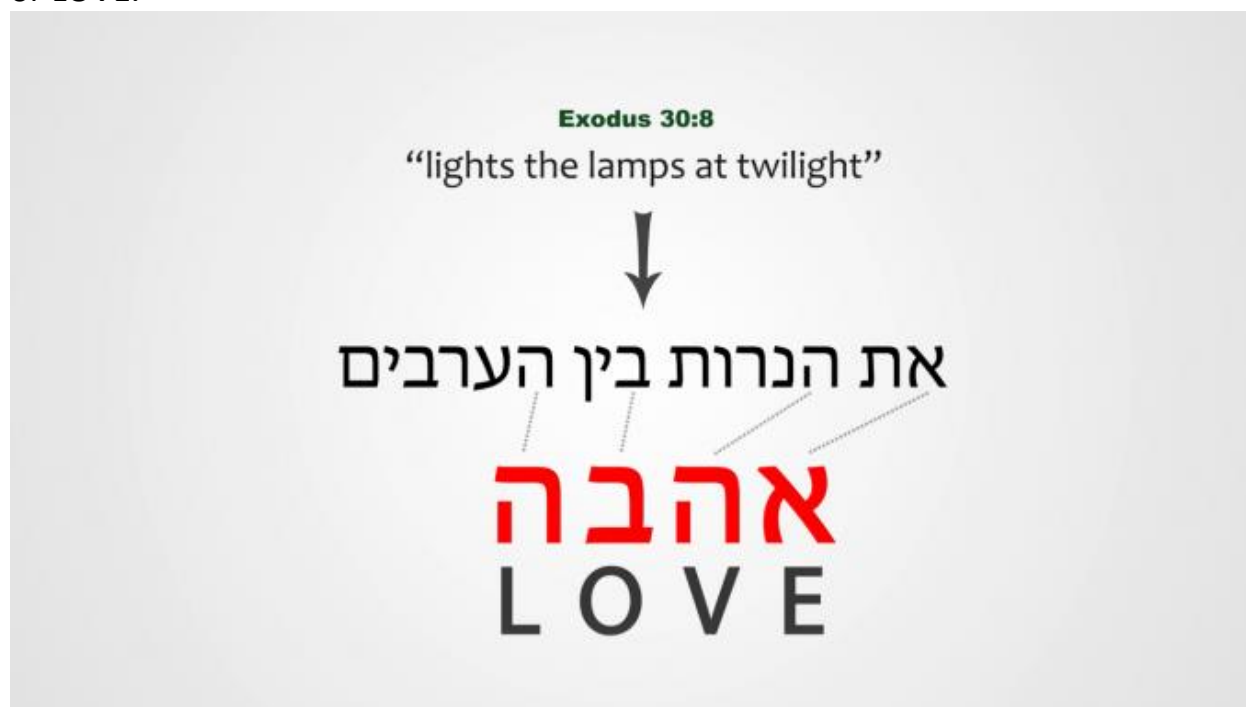 Exodus 30:8
“lights the lamps at twilight”
את הנרות בין הערבים
אהבה
LOVE